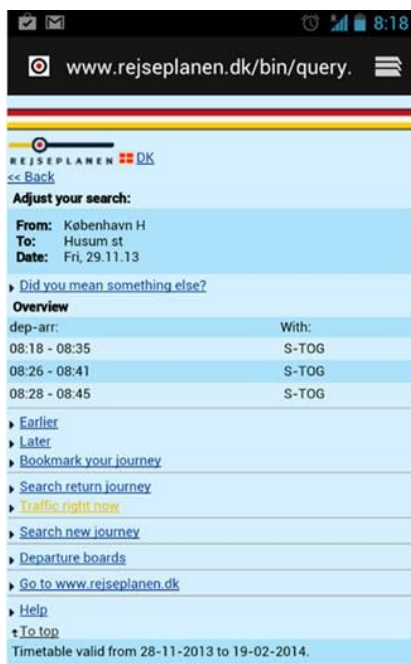 8:18
www.rejseplanen.dk/bin/query.
REJSEPLANEN DK
<< Back
Adjust your search:
From: København H
To: Husum st
Date: Fri, 29.11.13
Did you mean something else?
Overview
dep-arr: With:
08:18 - 08:35 S-TOG
08:26 - 08:41 S-TOG
08:28 - 08:45 S-TOG
Earlier
Later
Bookmark your journey
Search return journey
Traffic right now
Search new journey
Departure boards
Go to www.rejseplanen.dk
Help
To top
Timetable valid from 28-11-2013 to 19-02-2014.